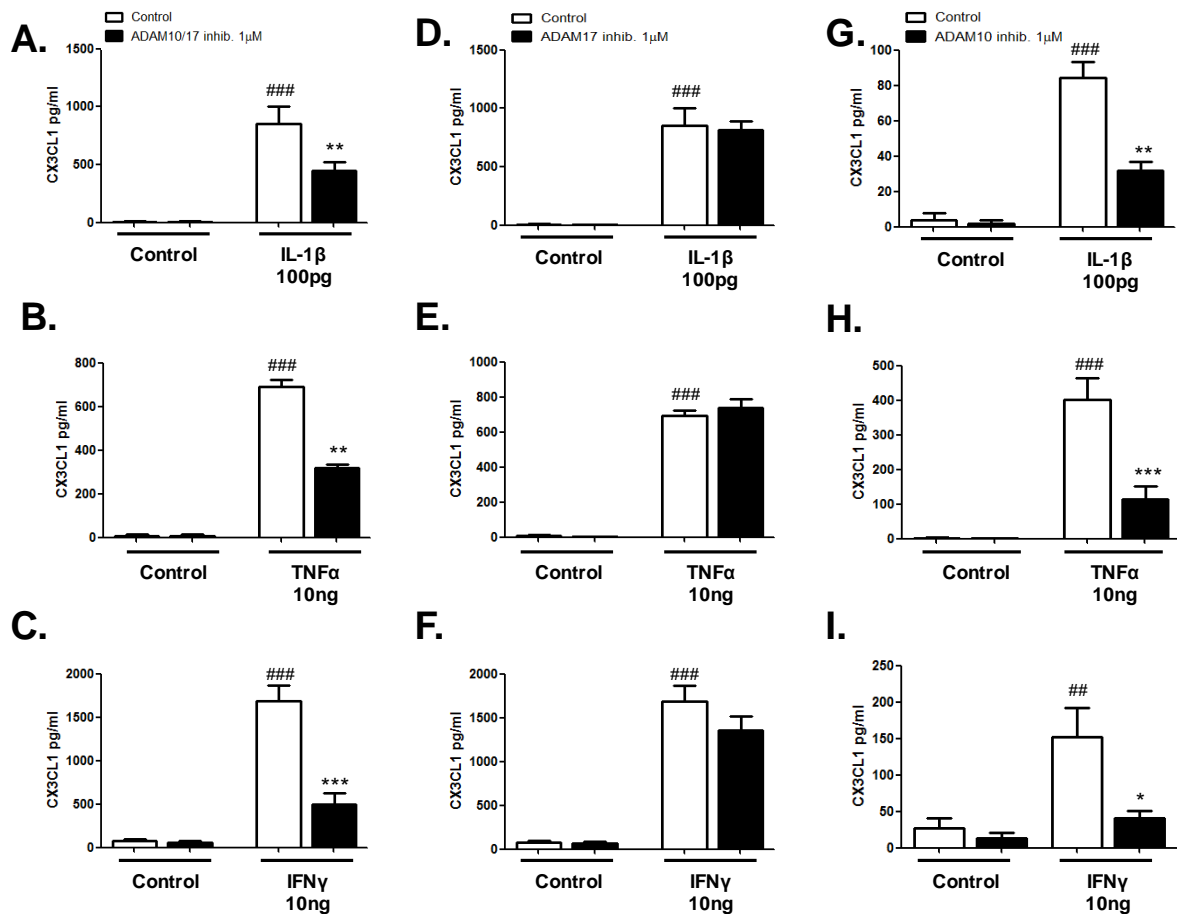 A.
Control
ADAM10/17 inhib. 1μM
CX3CL1 pg/ml
1500
1000
500
0
###
**
Control
IL-1β
100pg
D.
Control
ADAM17 inhib. 1μM
CX3CL1 pg/ml
1500
1000
500
0
###
Control
IL-1β
100pg
G.
Control
ADAM10 inhib. 1μM
CX3CL1 pg/ml
100
80
60
40
20
0
###
**
Control
IL-1β
100pg
B.
CX3CL1 pg/ml
800
600
400
200
0
###
**
Control
TNFα
10ng
E.
CX3CL1 pg/ml
1000
800
600
400
200
0
###
Control
TNFα
10ng
H.
CX3CL1 pg/ml
500
400
300
200
100
0
###
***
Control
TNFα
10ng
C.
CX3CL1 pg/ml
2000
1500
1000
500
0
###
***
Control
IFNγ
10ng
F.
CX3CL1 pg/ml
2000
1500
1000
500
0
###
Control
IFNγ
10ng
I.
CX3CL1 pg/ml
250
200
150
100
50
0
##
*
Control
IFNγ
10ng